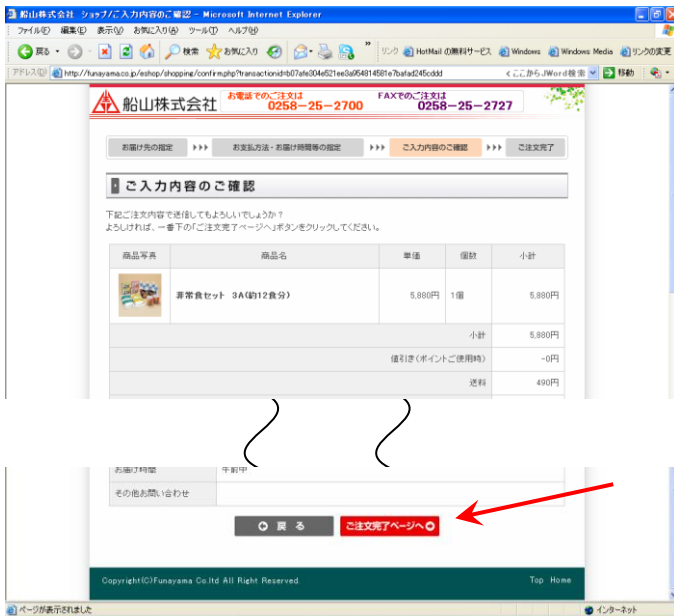 船山株式会社 ショップ/ご入力内容のご確認 - Microsoft Internet Explorer
ファイル(F) 編集(E) 表示(V) お気に入り(A) ツール(T) ヘルプ(H)
戻る 検索 お気に入り リンク HotMail の無料サービス Windows Windows Media リンクの変更
アドレス(D) http://funayama.co.jp/eshop/shopping/confirm.php?transactionid=b07afe304e521ee3a954814581e7bafad245cddd <ここからJWord検索 移動
船山株式会社 お電話でのご注文は 0258-25-2700 FAXでのご注文は 0258-25-2727
お届け先の指定 お支払方法・お届け時間等の指定 ご入力内容のご確認 ご注文完了
ご入力内容のご確認
下記ご注文内容で送信してもよろしいでしょうか?
よろしければ、一番下の「ご注文完了ページへ」ボタンをクリックしてください。
商品写真 商品名 単価 個数 小計
非常食セット 3A(約12食分) 5,880円 1個 5,880円
小計 5,880円
値引き(ポイントご使用時) -0円
送料 490円
お届け時間 午前中
その他お問い合わせ
戻る ご注文完了ページへ
Copyright(C)Funayama Co.ltd All Right Reserved. Top Home
ページが表示されました インターネット